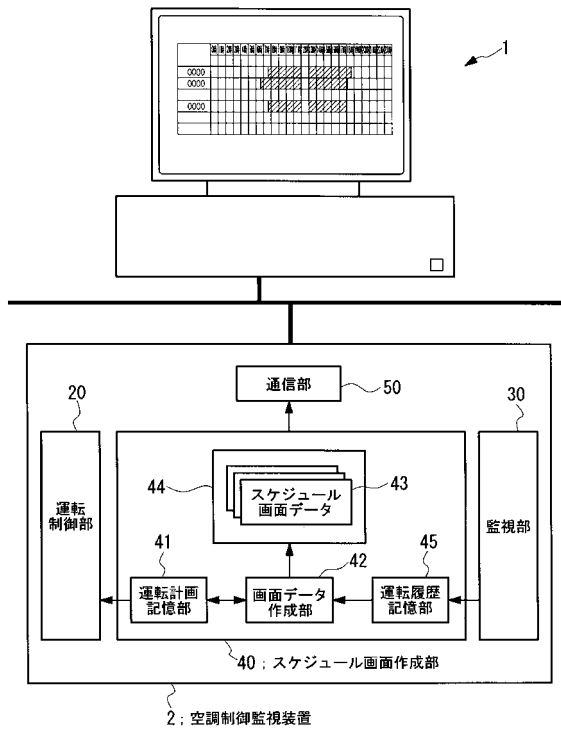 1
0000
0000
0000
通信部
50
20
30
運転
制御部
44
スケジュール
画面データ
43
監視部
41
運転計画
記憶部
42
画面データ
作成部
45
運転履歴
記憶部
40；スケジュール画面作成部
2；空調制御監視装置